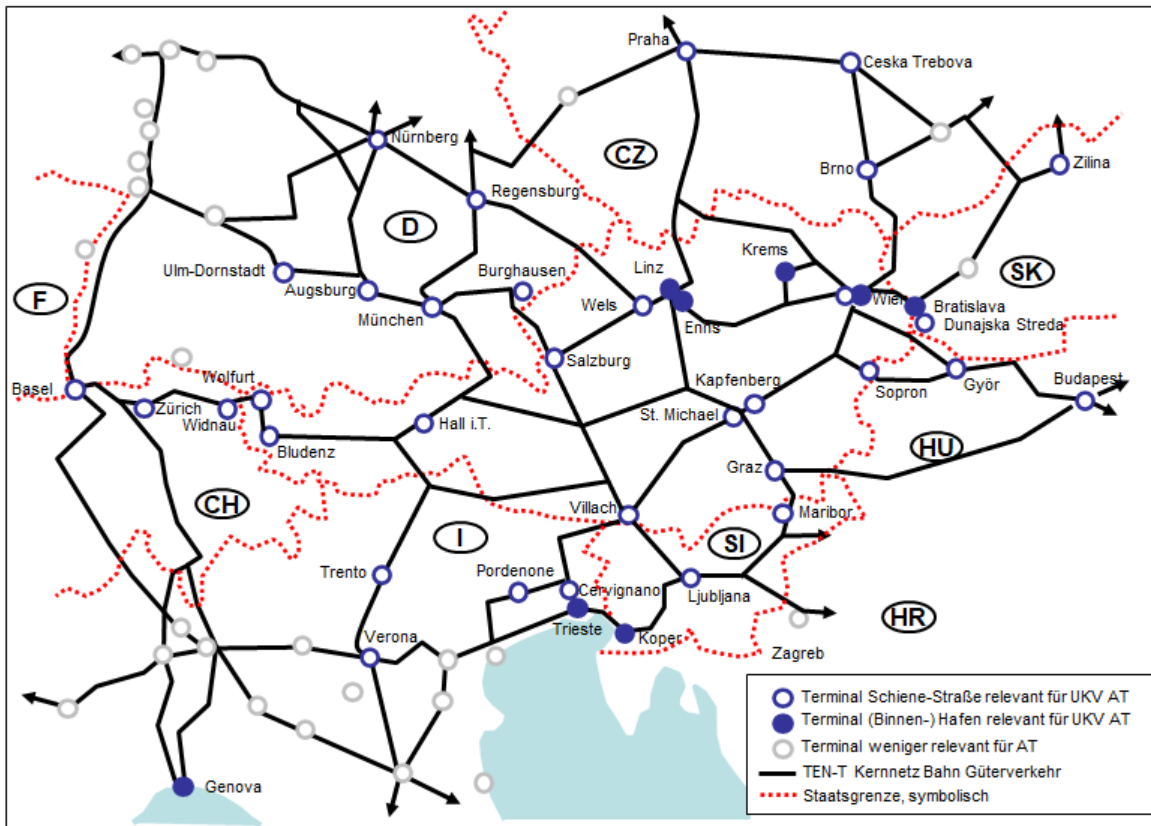 Praha
Ceska Trebova
Nürnberg
CZ
Brno
Zilina
Regensburg
D
Krems
Ulm-Dornstadt
Burghausen
Linz
SK
F
Augsburg
Wels
Wien
München
Enns
Bratislava
Dunajska Streda
Salzburg
Basel
Wolfurt
Kapfenberg
Sopron
Györ
Budapest
Zürich
Widnau
St. Michael
Hall i.T.
Bludenz
HU
Graz
CH
Villach
Maribor
I
SI
Trento
Pordenone
Cervignano
Ljubljana
Trieste
HR
Verona
Koper
Zagreb
Genova
Terminal Schiene-Straße relevant für UKV AT
Terminal (Binnen-) Hafen relevant für UKV AT
Terminal weniger relevant für AT
TEN-T Kernnetz Bahn Güterverkehr
Staatsgrenze, symbolisch